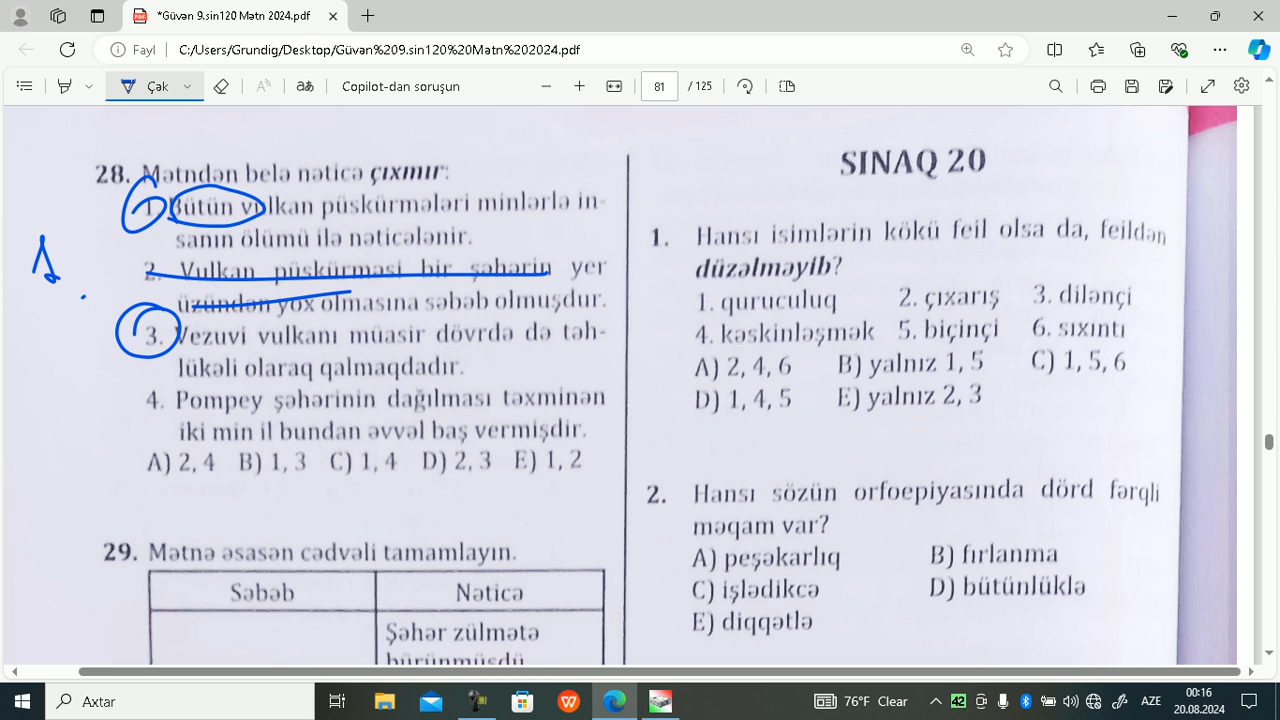 *Güvən 9.sin120 Mətn 2024.pdf
Fayl C:/Users/Grundig/Desktop/Güvən%209.sin120%20Mətn%202024.pdf
Çək aあ Copilot-dan soruşun 81 / 125
28. Mətndən belə nəticə çıxmır:
1. Bütün vulkan püskürmələri minlərlə in-
sanın ölümü ilə nəticələnir.
2. Vulkan püskürməsi bir şəhərin yer
üzündən yox olmasına səbəb olmuşdur.
3. Vezuvi vulkanı müasir dövrdə də təh-
lükəli olaraq qalmaqdadır.
4. Pompey şəhərinin dağılması təxminən
iki min il bundan əvvəl baş vermişdir.
A) 2, 4 B) 1, 3 C) 1, 4 D) 2, 3 E) 1, 2
29. Mətnə əsasən cədvəli tamamlayın.
Səbəb Nəticə
Şəhər zülmətə
bürünmüşdü
SINAQ 20
1. Hansı isimlərin kökü feil olsa da, feildən
düzəlməyib?
1. quruculuq 2. çıxarış 3. dilənçi
4. kəskinləşmək 5. biçinçi 6. sıxıntı
A) 2, 4, 6 B) yalnız 1, 5 C) 1, 5, 6
D) 1, 4, 5 E) yalnız 2, 3
2. Hansı sözün orfoepiyasında dörd fərqli
məqam var?
A) peşəkarlıq B) fırlanma
C) işlədikcə D) bütünlüklə
E) diqqətlə
Axtar 76°F Clear 42 AZE 00:16
20.08.2024